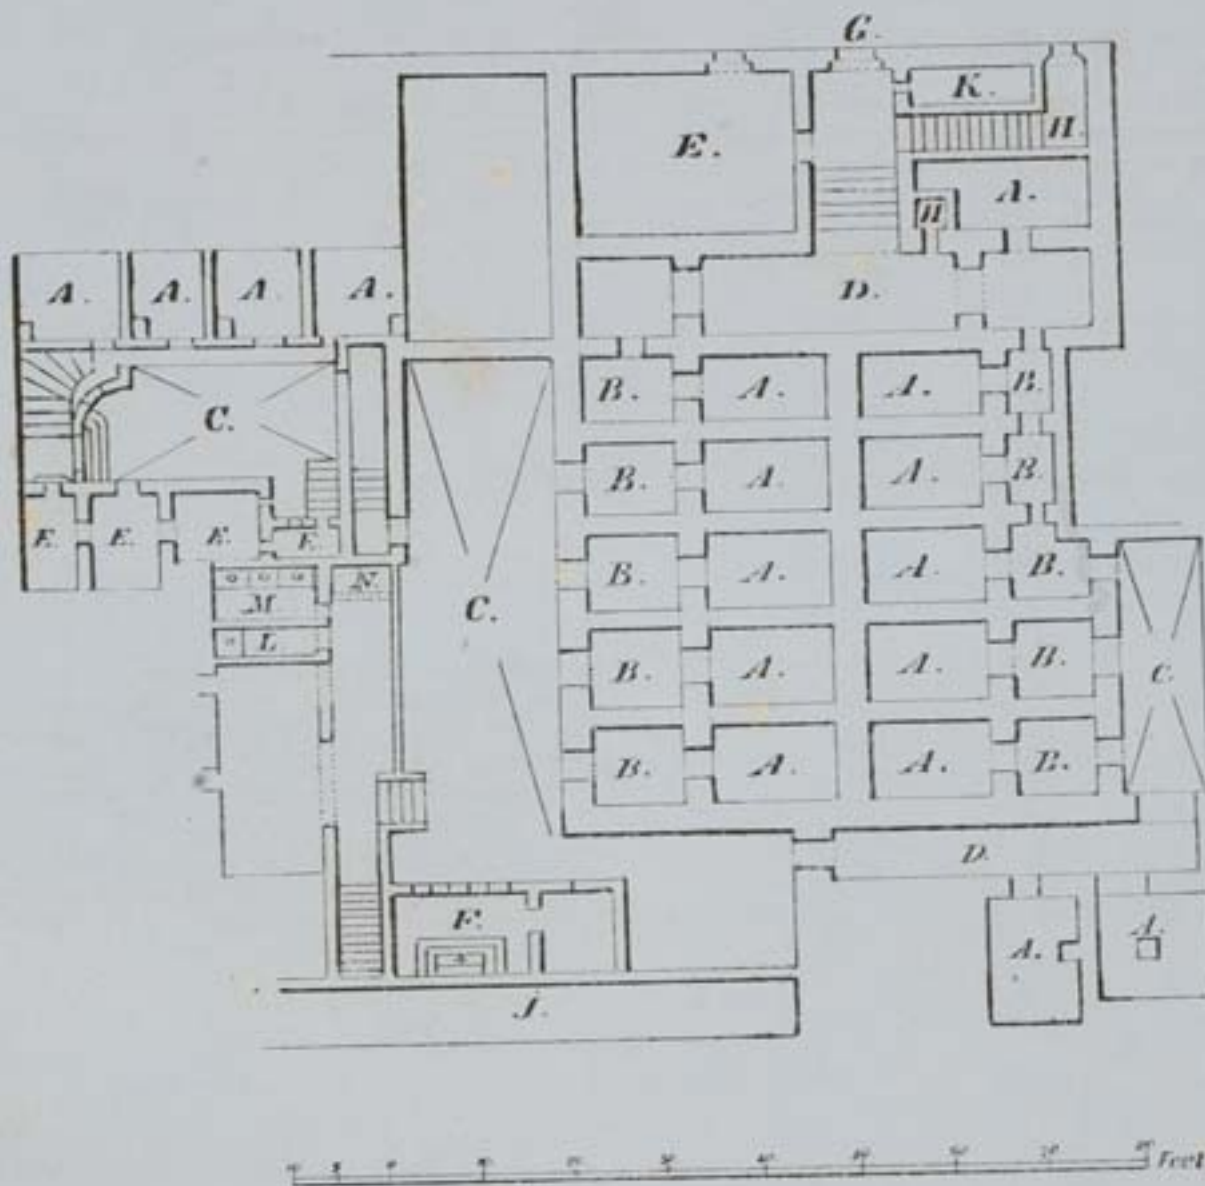 G.
K.
E.
H.
A.
H
A. A. A. A.
D.
B. A. A. B.
C.
B. A. A. B.
E. E. E. E.
N.
M
B. A. A. B.
L
C.
B. A. A. B.
C.
B. A. A. B.
D.
F.
A. A.
J.
Feet